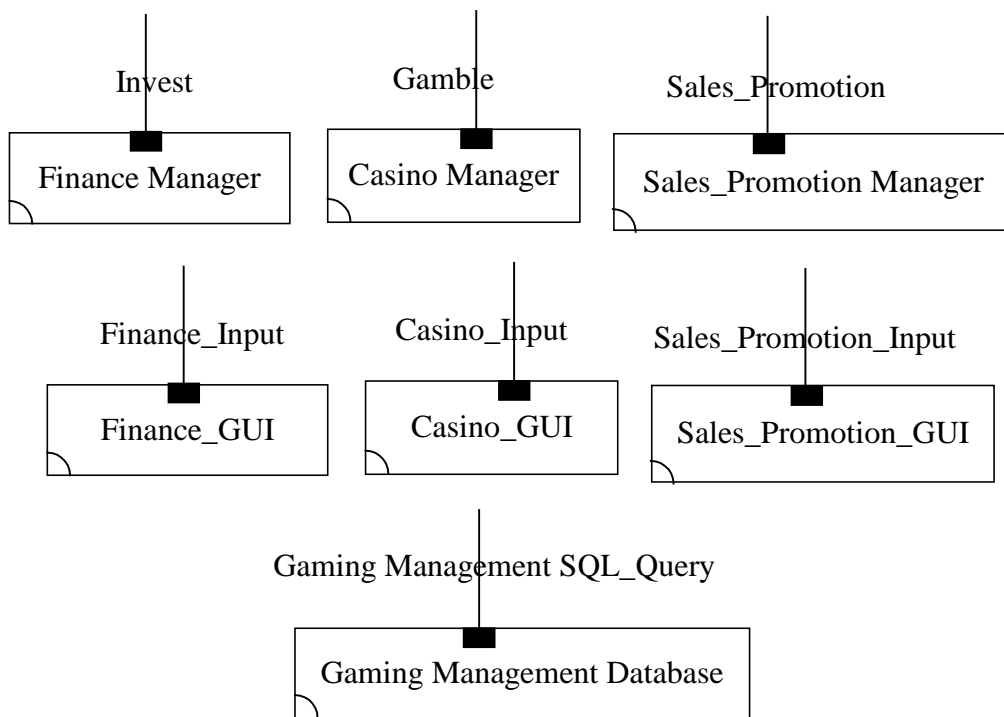 Invest
Gamble
Sales_Promotion
Finance Manager
Casino Manager
Sales_Promotion Manager
Finance_Input
Casino_Input
Sales_Promotion_Input
Finance_GUI
Casino_GUI
Sales_Promotion_GUI
Gaming Management SQL_Query
Gaming Management Database